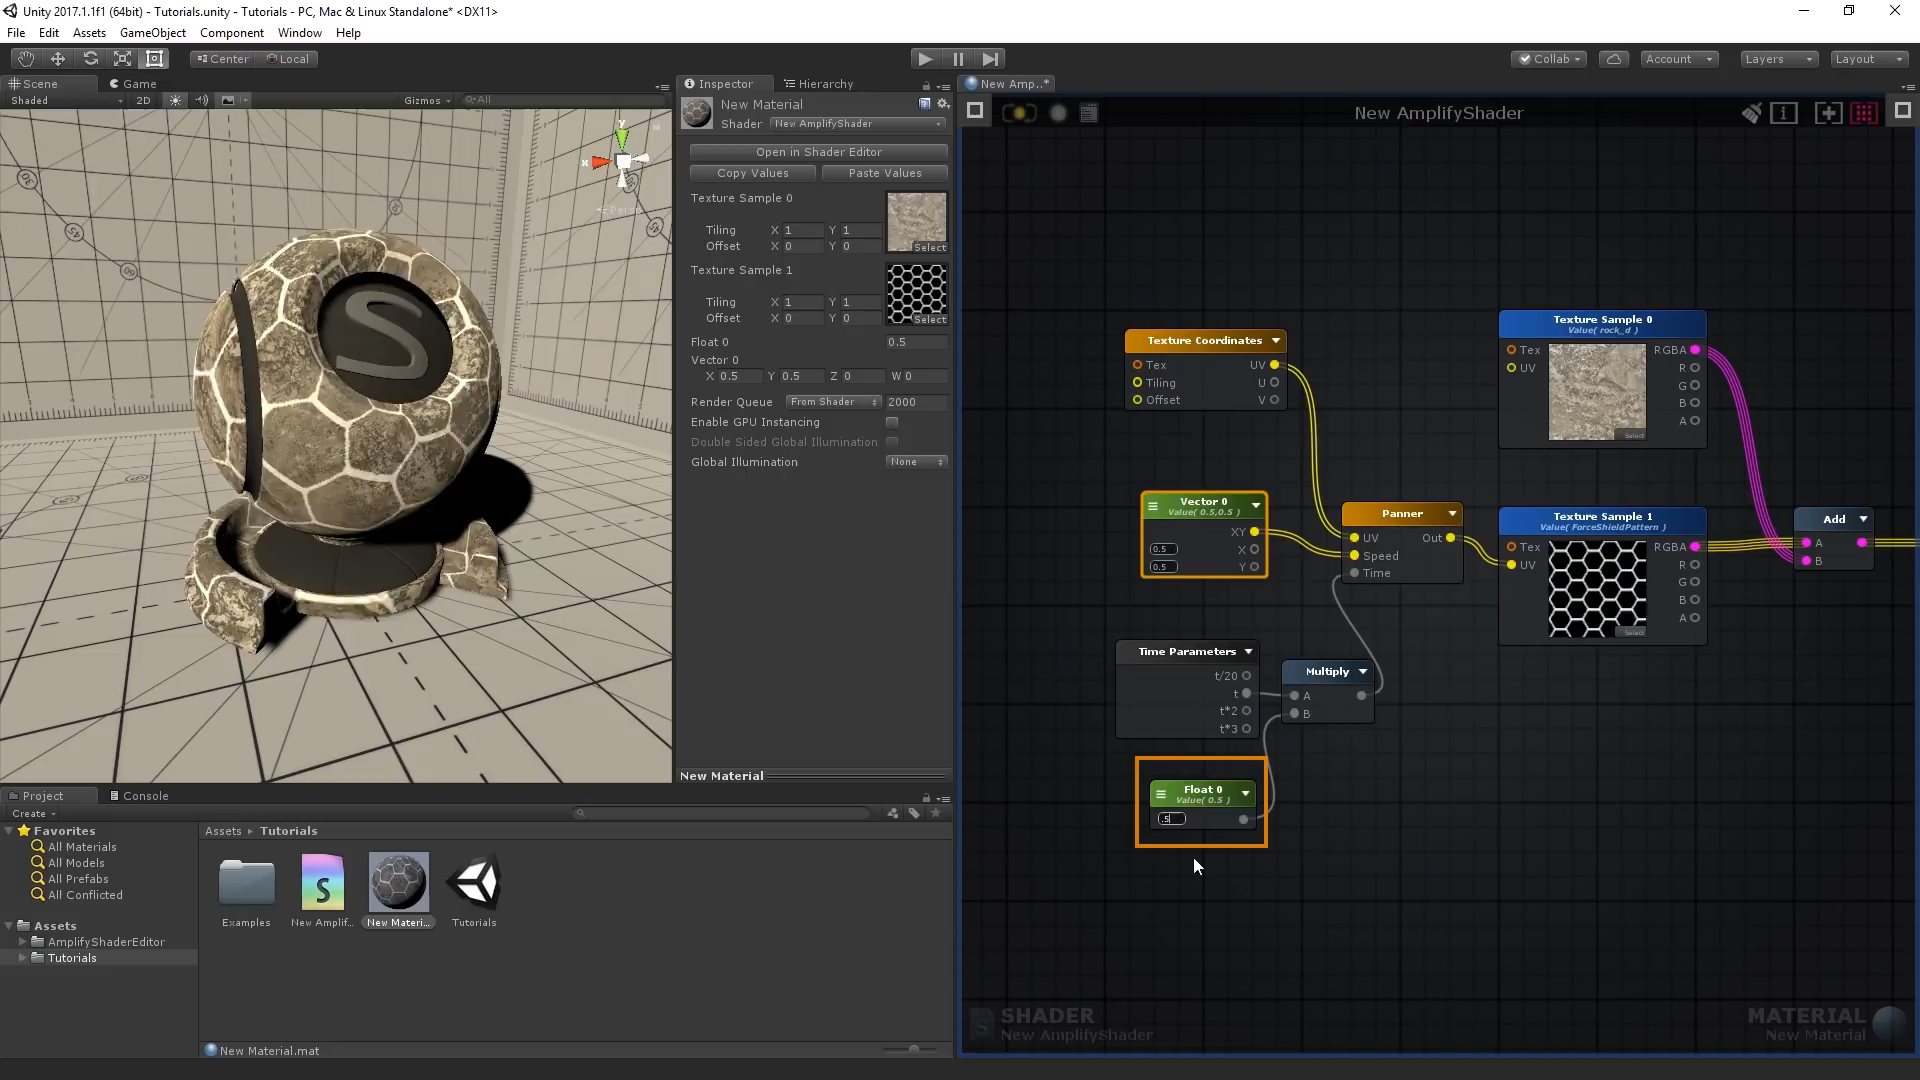 Unity 2017.1.1f1 (64bit) - Tutorials.unity - Tutorials - PC, Mac & Linux Standalone* <DX11>
File Edit Assets GameObject Component Window Help
Center Local
Collab Account Layers Layout
Scene Game
Shaded 2D Gizmos All
Inspector Hierarchy
New Material
Shader New AmplifyShader
Open in Shader Editor
Copy Values Paste Values
Texture Sample 0
Tiling X 1 Y 1
Offset X 0 Y 0
Select
Texture Sample 1
Tiling X 1 Y 1
Offset X 0 Y 0
Select
Float 0 0.5
Vector 0
X 0.5 Y 0.5 Z 0 W 0
Render Queue From Shader 2000
Enable GPU Instancing
Double Sided Global Illumination
Global Illumination None
New Material
New Amp..*
New AmplifyShader
Texture Coordinates
Tex UV
Tiling U
Offset V
Vector 0
Value( 0.5,0.5 )
XY
0.5 X
0.5 Y
Panner
UV Out
Speed
Time
Time Parameters
t/20
t
t*2
t*3
Multiply
A
B
Float 0
Value( 0.5 )
.5
Texture Sample 0
Value( rock_d )
Tex RGBA
UV R
G
B
A
Select
Texture Sample 1
Value( ForceShieldPattern )
Tex RGBA
UV R
G
B
A
Select
Add
A
B
SHADER
New AmplifyShader
MATERIAL
New Material
Project Console
Create
Favorites
All Materials
All Models
All Prefabs
All Conflicted
Assets
AmplifyShaderEditor
Tutorials
Assets Tutorials
Examples New Amplif... New Materi... Tutorials
New Material.mat